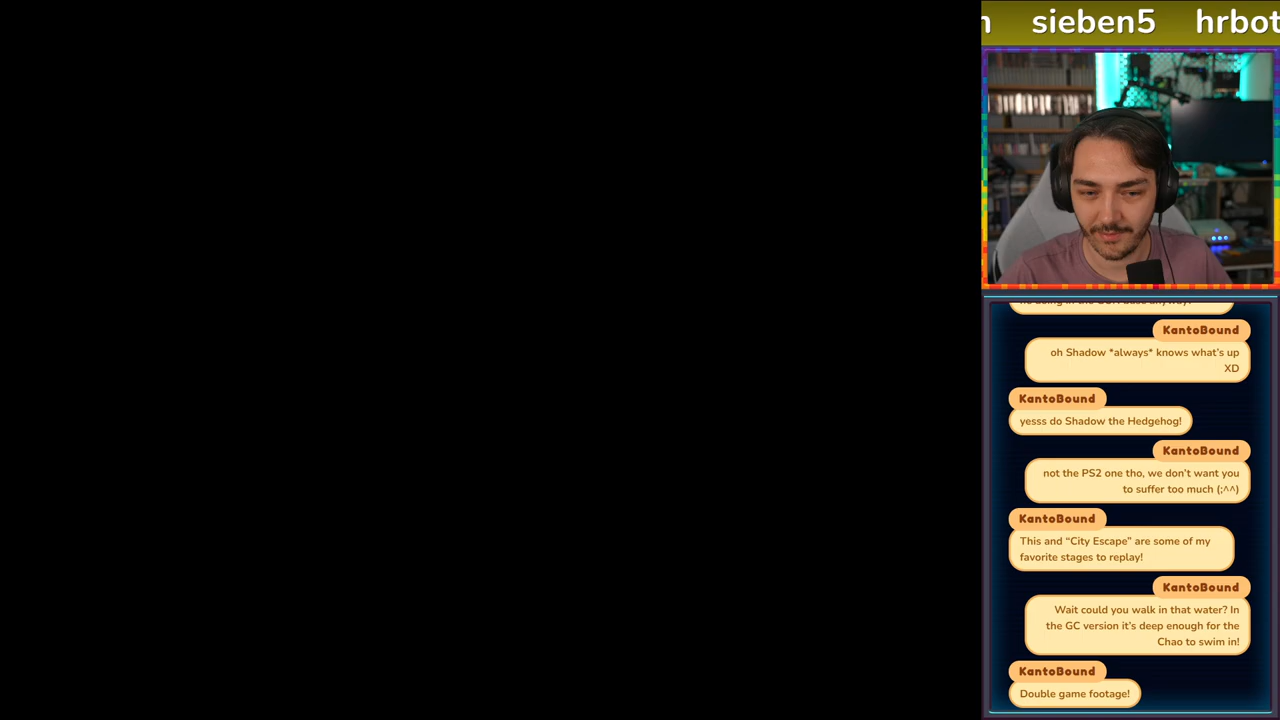 sieben5 hrbot
KantoBound
oh Shadow *always* knows what's up
XD
KantoBound
yesss do Shadow the Hedgehog!
KantoBound
not the PS2 one tho, we don't want you
to suffer too much (;^^)
KantoBound
This and “City Escape” are some of my
favorite stages to replay!
KantoBound
Wait could you walk in that water? In
the GC version it's deep enough for the
Chao to swim in!
KantoBound
Double game footage!